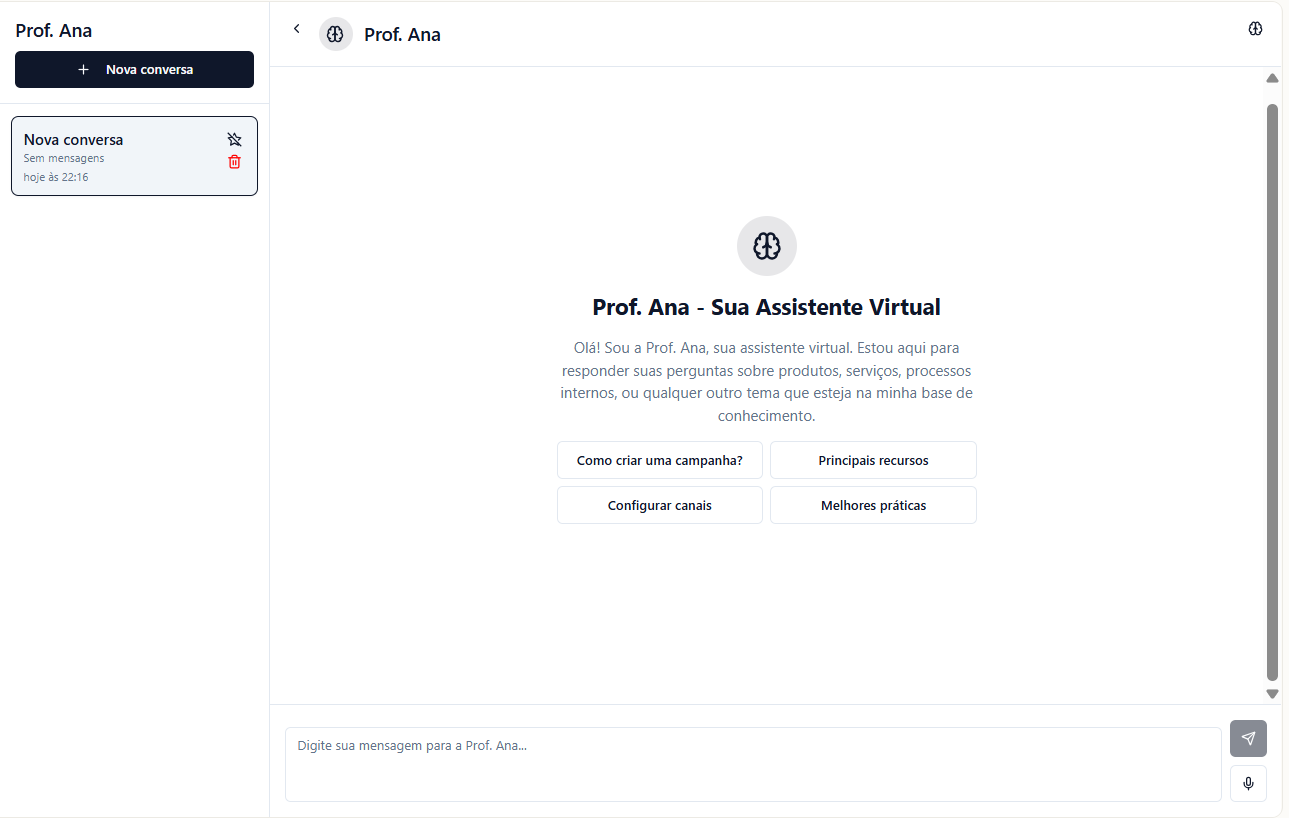 Prof. Ana
Nova conversa
Nova conversa
Sem mensagens
hoje às 22:16
Prof. Ana
Prof. Ana - Sua Assistente Virtual
Olá! Sou a Prof. Ana, sua assistente virtual. Estou aqui para
responder suas perguntas sobre produtos, serviços, processos
internos, ou qualquer outro tema que esteja na minha base de
conhecimento.
Como criar uma campanha?
Principais recursos
Configurar canais
Melhores práticas
Digite sua mensagem para a Prof. Ana...